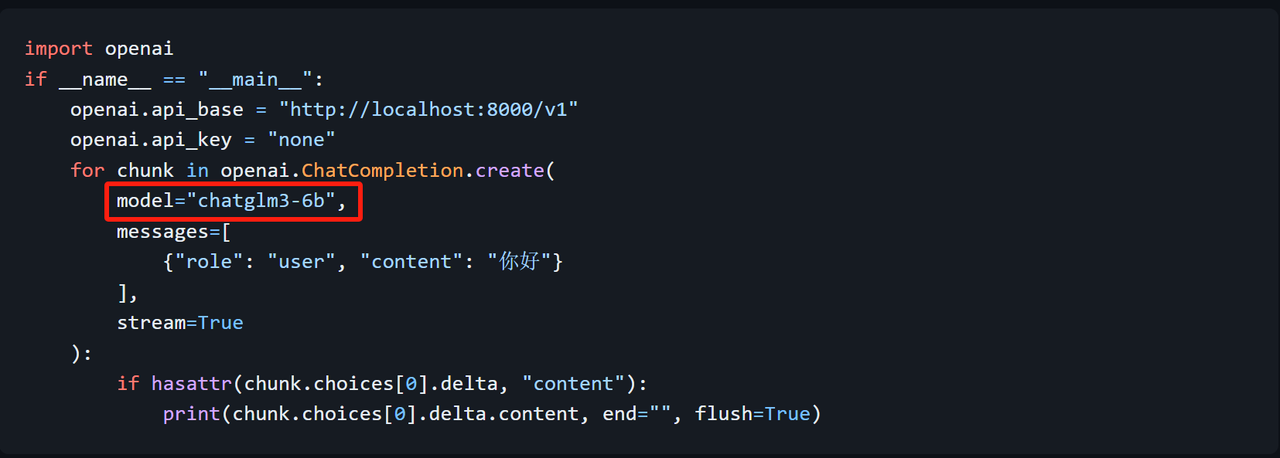 import openai
if __name__ == "__main__":
    openai.api_base = "http://localhost:8000/v1"
    openai.api_key = "none"
    for chunk in openai.ChatCompletion.create(
        model="chatglm3-6b",
        messages=[
            {"role": "user", "content": "你好"}
        ],
        stream=True
    ):
        if hasattr(chunk.choices[0].delta, "content"):
            print(chunk.choices[0].delta.content, end="", flush=True)